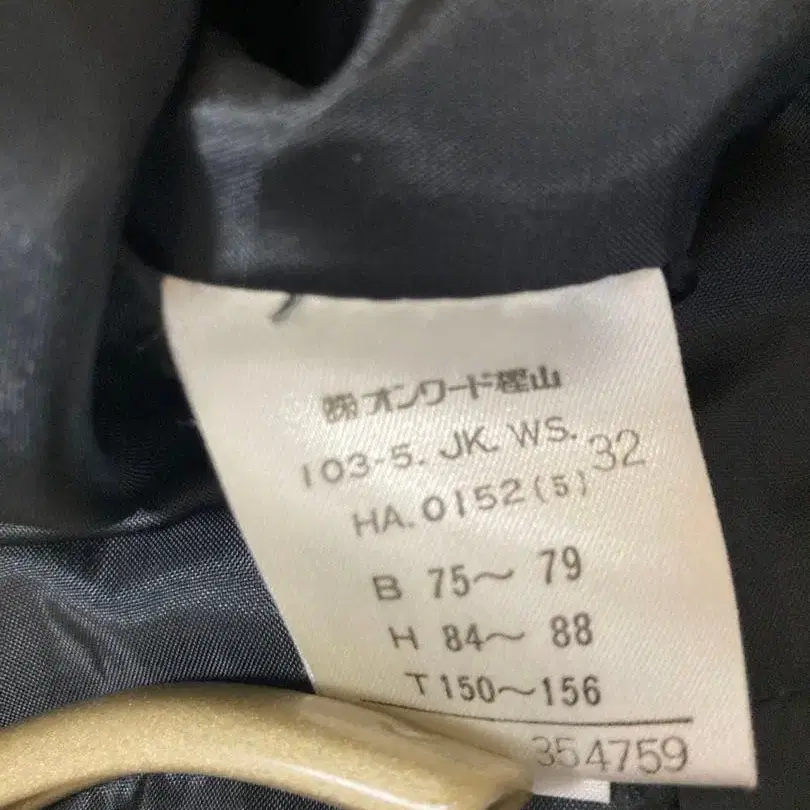 ㈱オンワード樫山
103-5. JK. WS. 32
HA. 0152(5)
B 75〜 79
H 84〜 88
T 150〜156
354759